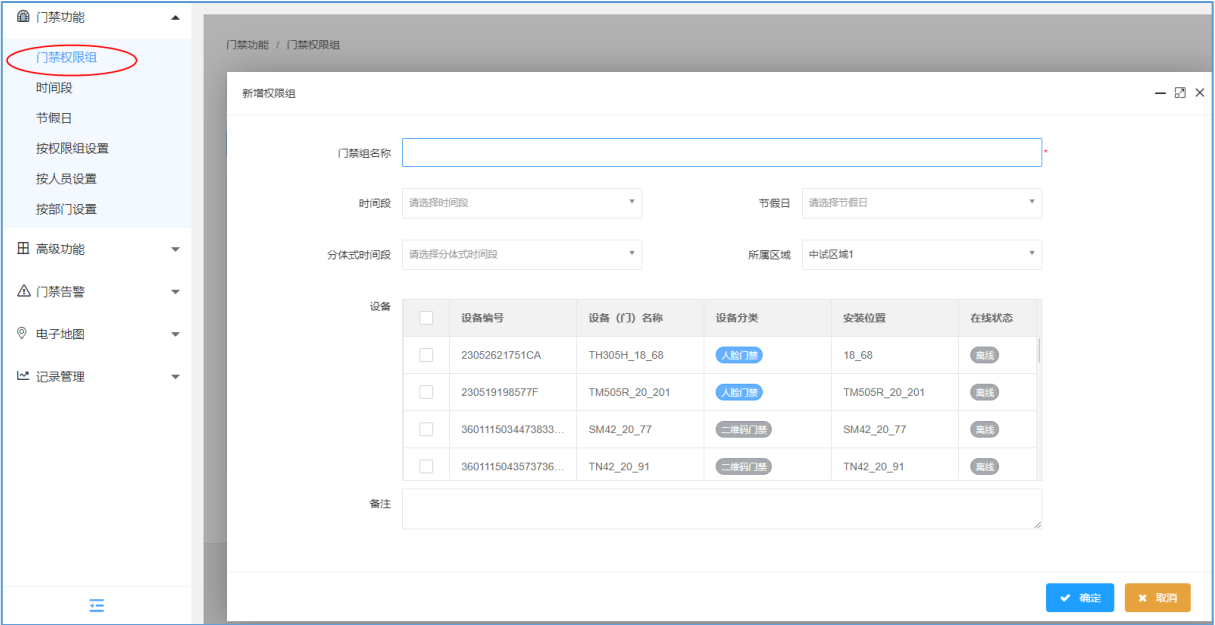 门禁功能
门禁权限组
时间段
节假日
按权限组设置
按人员设置
按部门设置
高级功能
门禁告警
电子地图
记录管理
门禁功能 / 门禁权限组
新增权限组
门禁组名称 *
时间段 请选择时间段 节假日 请选择节假日
分体式时间段 请选择分体式时间段 所属区域 中试区域1
设备 设备编号 设备（门）名称 设备分类 安装位置 在线状态
23052621751CA TH305H_18_68 人脸门禁 18_68 离线
230519198577F TM505R_20_201 人脸门禁 TM505R_20_201 离线
3601115034473833... SM42_20_77 二维码门禁 SM42_20_77 离线
3601115043573736... TN42_20_91 二维码门禁 TN42_20_91 离线
备注
确定 取消